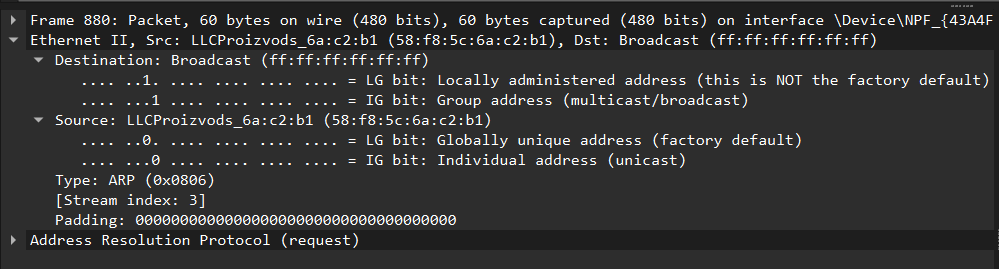 Frame 880: Packet, 60 bytes on wire (480 bits), 60 bytes captured (480 bits) on interface \Device\NPF_{43A4F
Ethernet II, Src: LLCProizvods_6a:c2:b1 (58:f8:5c:6a:c2:b1), Dst: Broadcast (ff:ff:ff:ff:ff:ff)
Destination: Broadcast (ff:ff:ff:ff:ff:ff)
.... ..1. .... .... .... .... = LG bit: Locally administered address (this is NOT the factory default)
.... ...1 .... .... .... .... = IG bit: Group address (multicast/broadcast)
Source: LLCProizvods_6a:c2:b1 (58:f8:5c:6a:c2:b1)
.... ..0. .... .... .... .... = LG bit: Globally unique address (factory default)
.... ...0 .... .... .... .... = IG bit: Individual address (unicast)
Type: ARP (0x0806)
[Stream index: 3]
Padding: 000000000000000000000000000000000000
Address Resolution Protocol (request)